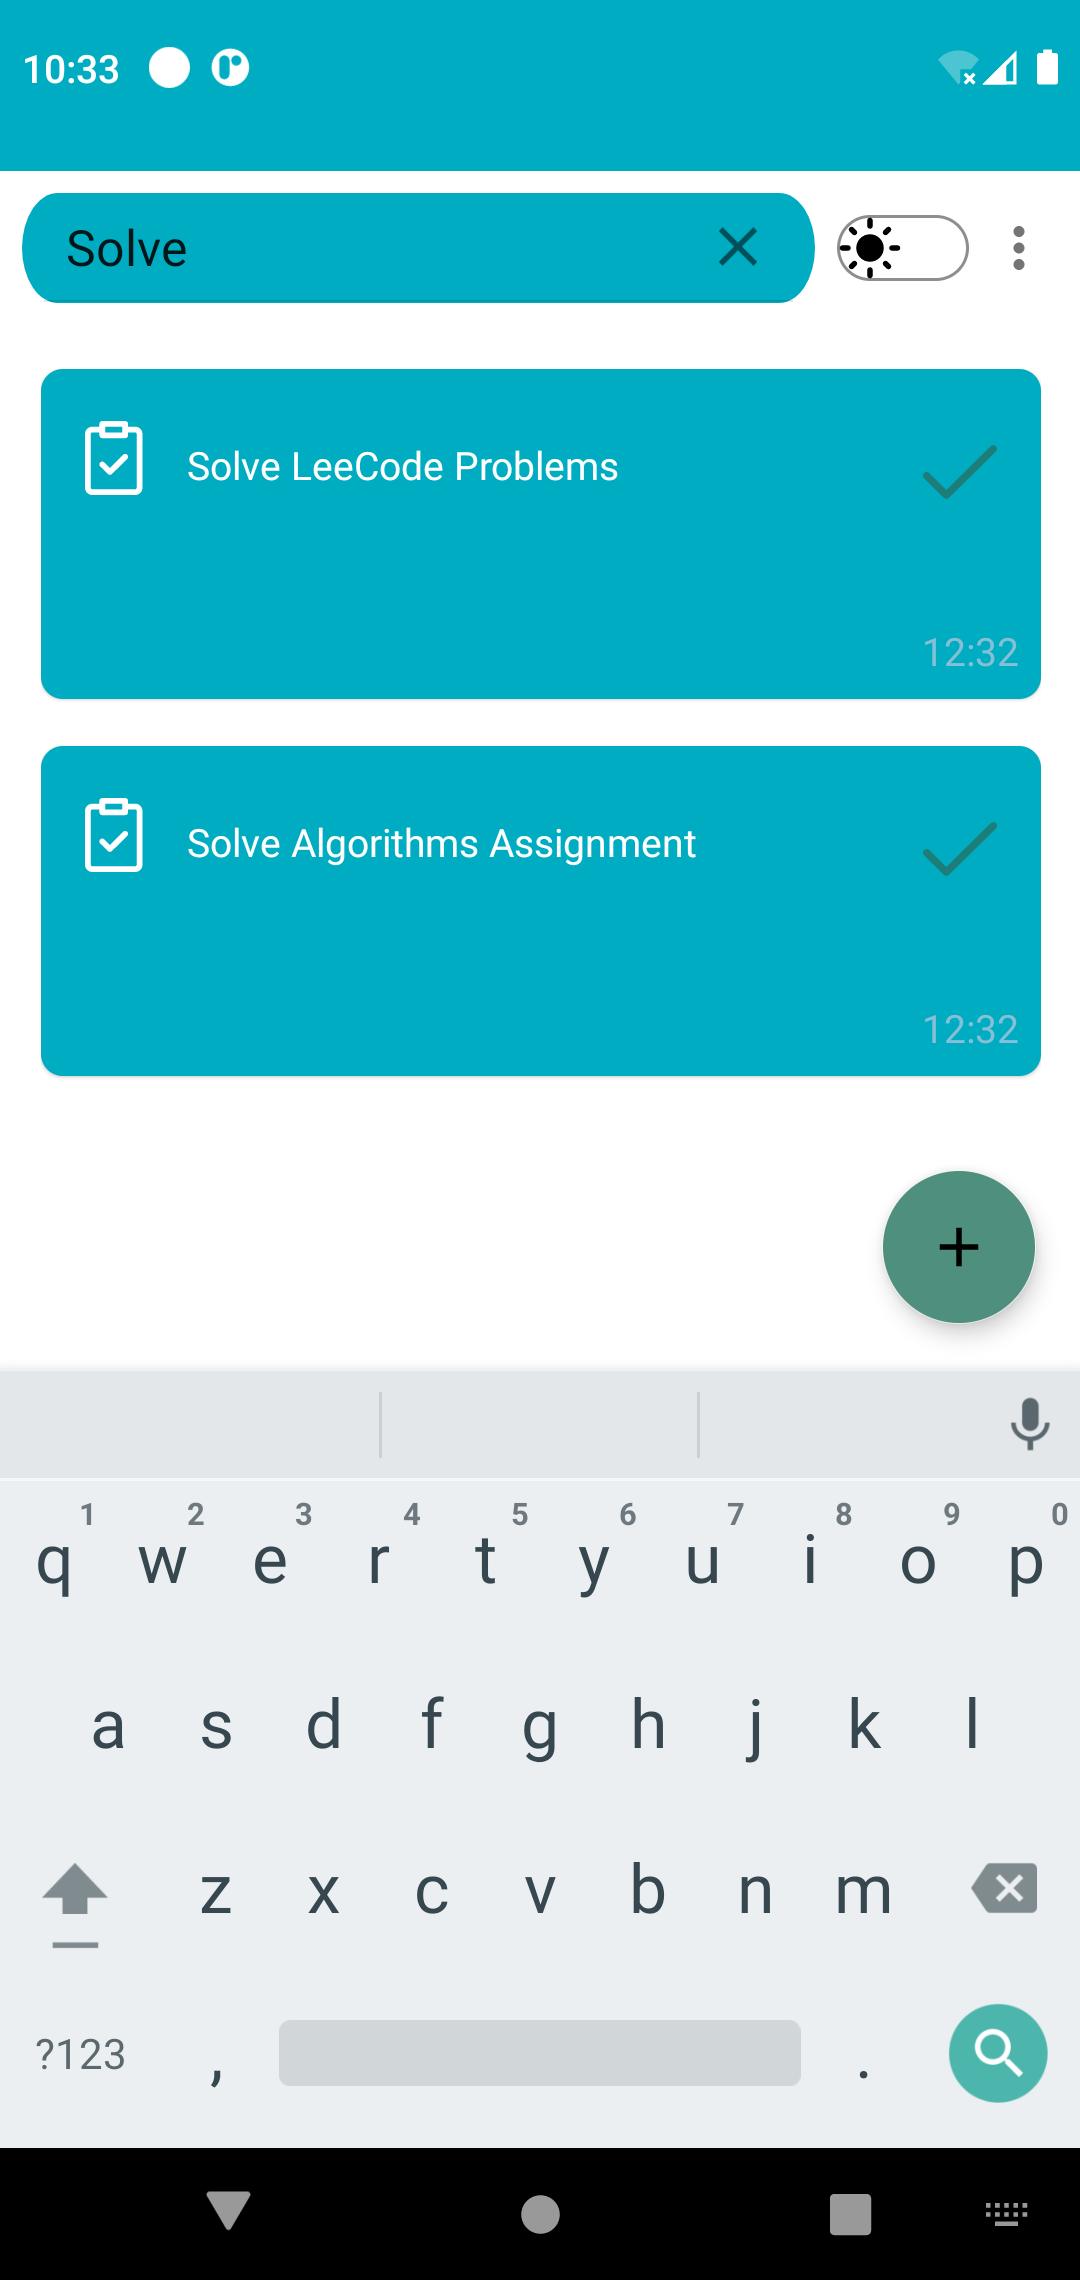 10:33
Solve
Solve LeeCode Problems
12:32
Solve Algorithms Assignment
12:32
1 2 3 4 5 6 7 8 9 0
q w e r t y u i o p
a s d f g h j k l
z x c v b n m
?123 , .